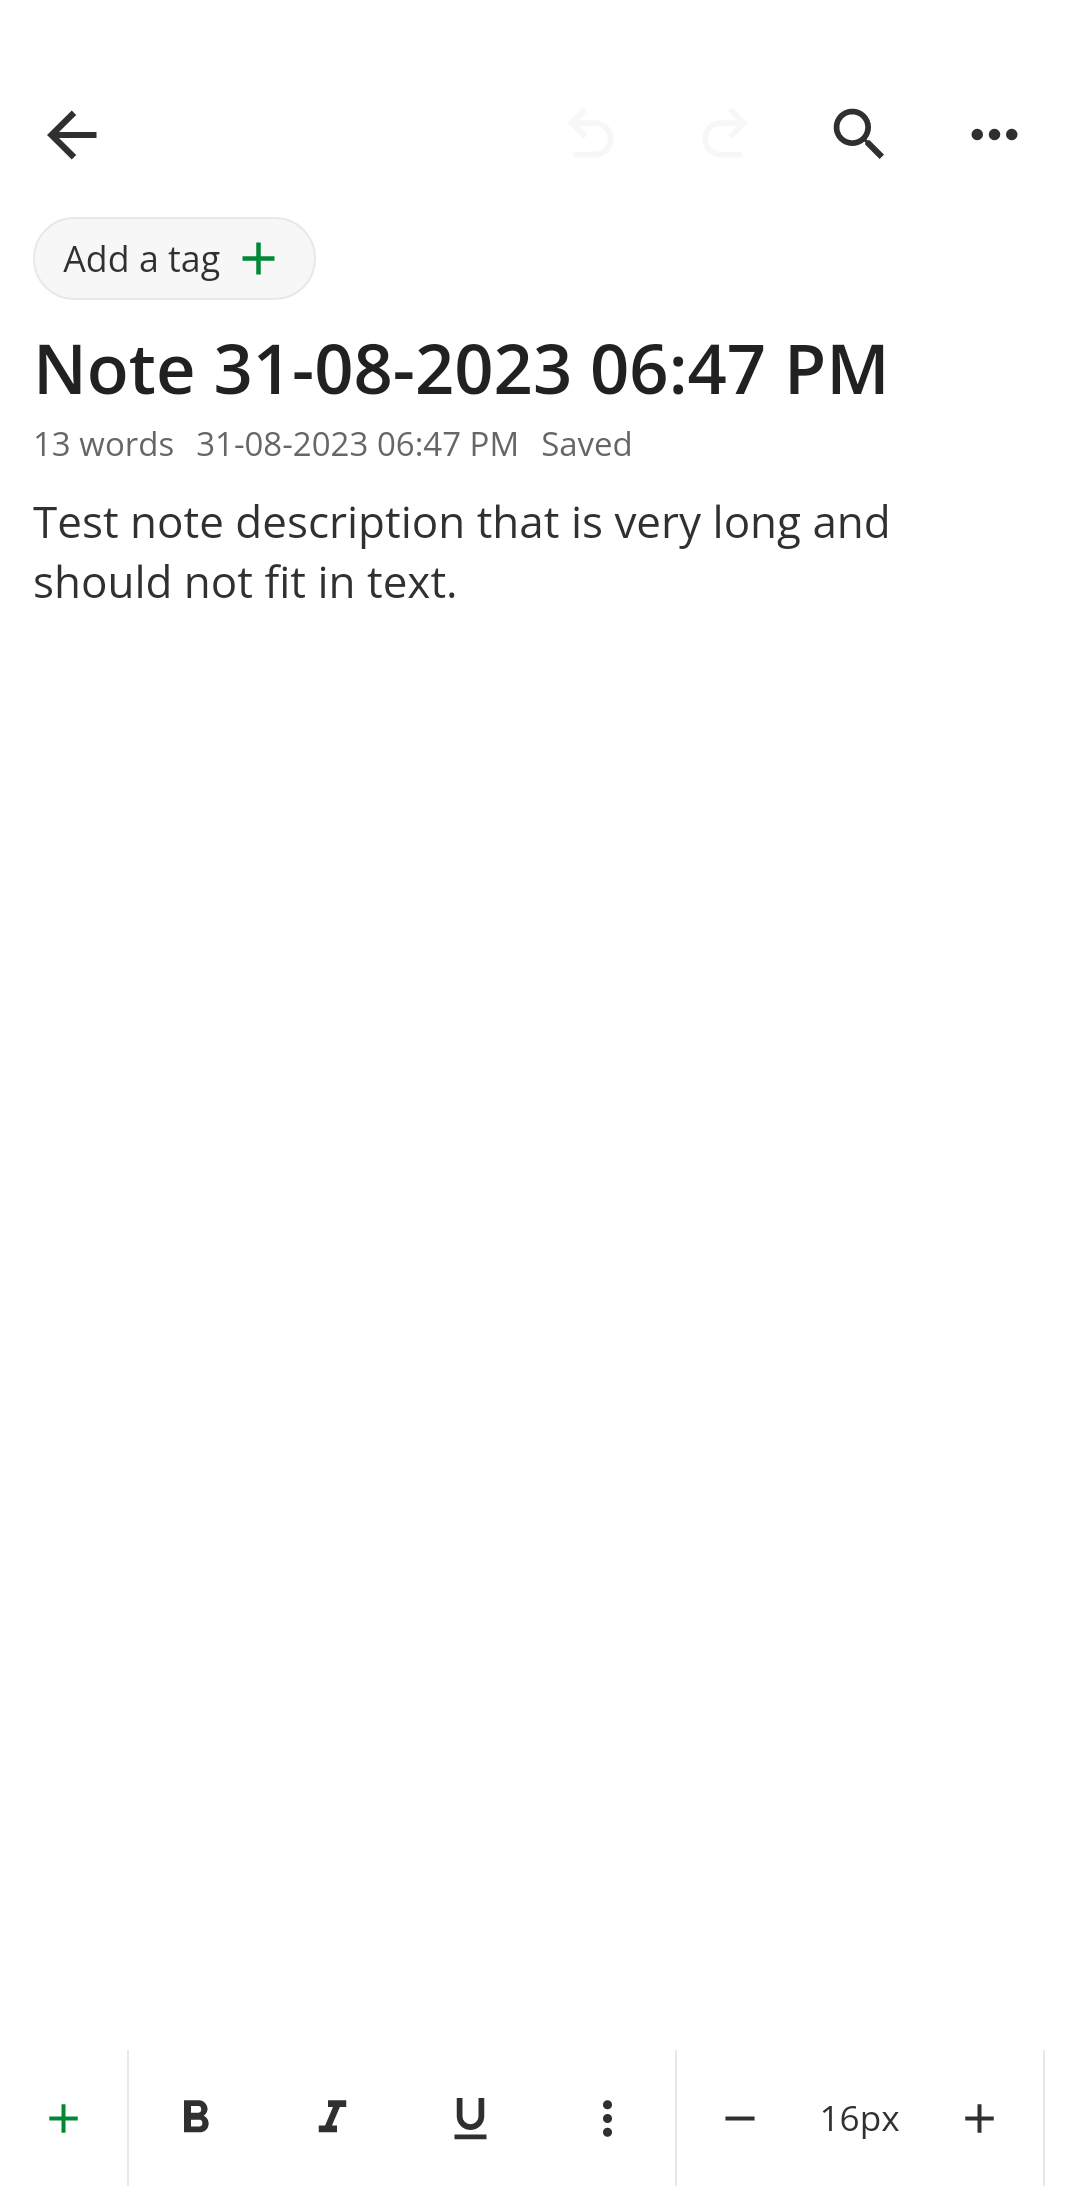 Add a tag
Note 31-08-2023 06:47 PM
13 words 31-08-2023 06:47 PM Saved
Test note description that is very long and
should not fit in text.
B I U 16px